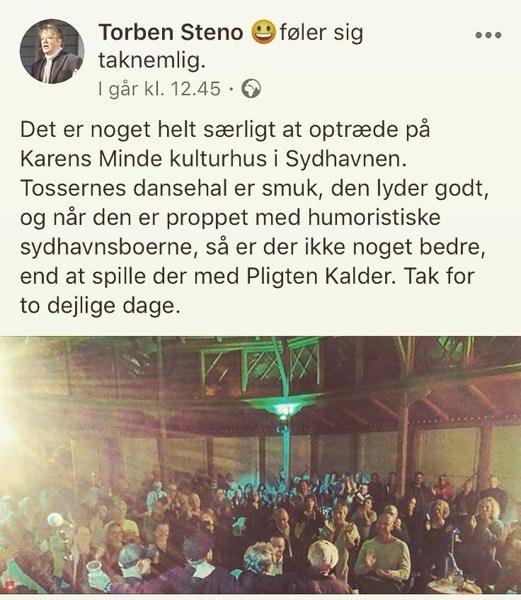 Torben Steno 😀 føler sig
taknemlig.
I går kl. 12.45 ·
Det er noget helt særligt at optræde på
Karens Minde kulturhus i Sydhavnen.
Tossernes dansehal er smuk, den lyder godt,
og når den er proppet med humoristiske
sydhavnsboerne, så er der ikke noget bedre,
end at spille der med Pligten Kalder. Tak for
to dejlige dage.